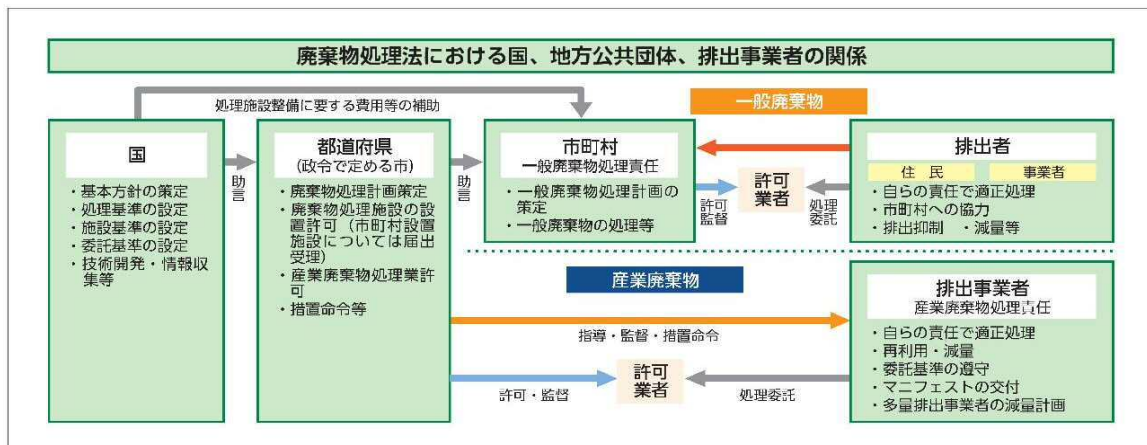 廃棄物処理法における国、地方公共団体、排出事業者の関係
処理施設整備に要する費用等の補助
一般廃棄物
国
・基本方針の策定
・処理基準の設定
・施設基準の設定
・委託基準の設定
・技術開発・情報収
集等
助言
都道府県
(政令で定める市)
・廃棄物処理計画策定
・廃棄物処理施設の設
置許可(市町村設置
施設については届出
受理)
・産業廃棄物処理業許
可
・措置命令等
助言
市町村
一般廃棄物処理責任
・一般廃棄物処理計画の
策定
・一般廃棄物の処理等
許可
監督
許可
業者
処理
委託
排出者
住 民
事業者
・自らの責任で適正処理
・市町村への協力
・排出抑制 ・減量等
産業廃棄物
指導・監督・措置命令
許可・監督
許可
業者
処理委託
排出事業者
産業廃棄物処理責任
・自らの責任で適正処理
・再利用・減量
・委託基準の遵守
・マニフェストの交付
・多量排出事業者の減量計画